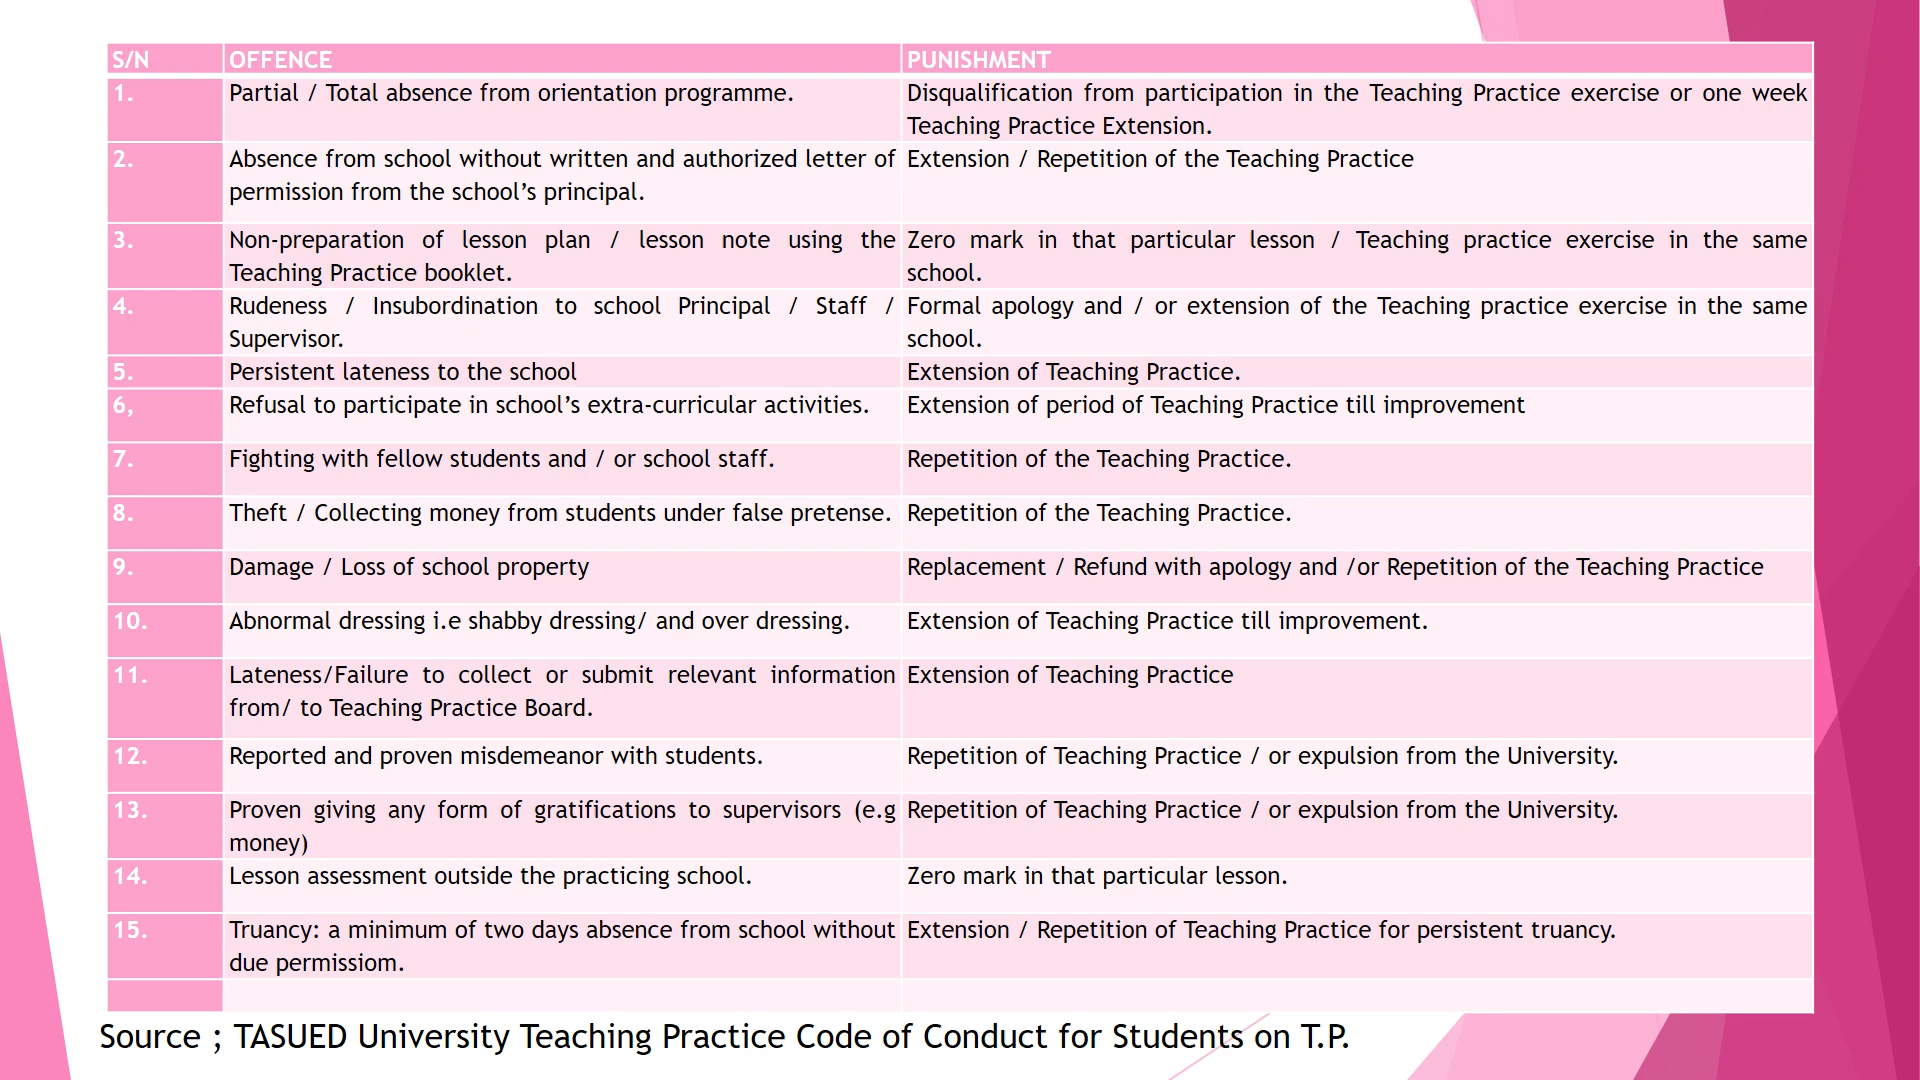 S/N OFFENCE PUNISHMENT
1. Partial / Total absence from orientation programme. Disqualification from participation in the Teaching Practice exercise or one week
Teaching Practice Extension.
2. Absence from school without written and authorized letter of Extension / Repetition of the Teaching Practice
permission from the school’s principal.
3. Non-preparation of lesson plan / lesson note using the Zero mark in that particular lesson / Teaching practice exercise in the same
Teaching Practice booklet. school.
4. Rudeness / Insubordination to school Principal / Staff / Formal apology and / or extension of the Teaching practice exercise in the same
Supervisor. school.
5. Persistent lateness to the school Extension of Teaching Practice.
6, Refusal to participate in school’s extra-curricular activities. Extension of period of Teaching Practice till improvement
7. Fighting with fellow students and / or school staff. Repetition of the Teaching Practice.
8. Theft / Collecting money from students under false pretense. Repetition of the Teaching Practice.
9. Damage / Loss of school property Replacement / Refund with apology and /or Repetition of the Teaching Practice
10. Abnormal dressing i.e shabby dressing/ and over dressing. Extension of Teaching Practice till improvement.
11. Lateness/Failure to collect or submit relevant information Extension of Teaching Practice
from/ to Teaching Practice Board.
12. Reported and proven misdemeanor with students. Repetition of Teaching Practice / or expulsion from the University.
13. Proven giving any form of gratifications to supervisors (e.g Repetition of Teaching Practice / or expulsion from the University.
money)
14. Lesson assessment outside the practicing school. Zero mark in that particular lesson.
15. Truancy: a minimum of two days absence from school without Extension / Repetition of Teaching Practice for persistent truancy.
due permissiom.
Source ; TASUED University Teaching Practice Code of Conduct for Students on T.P.